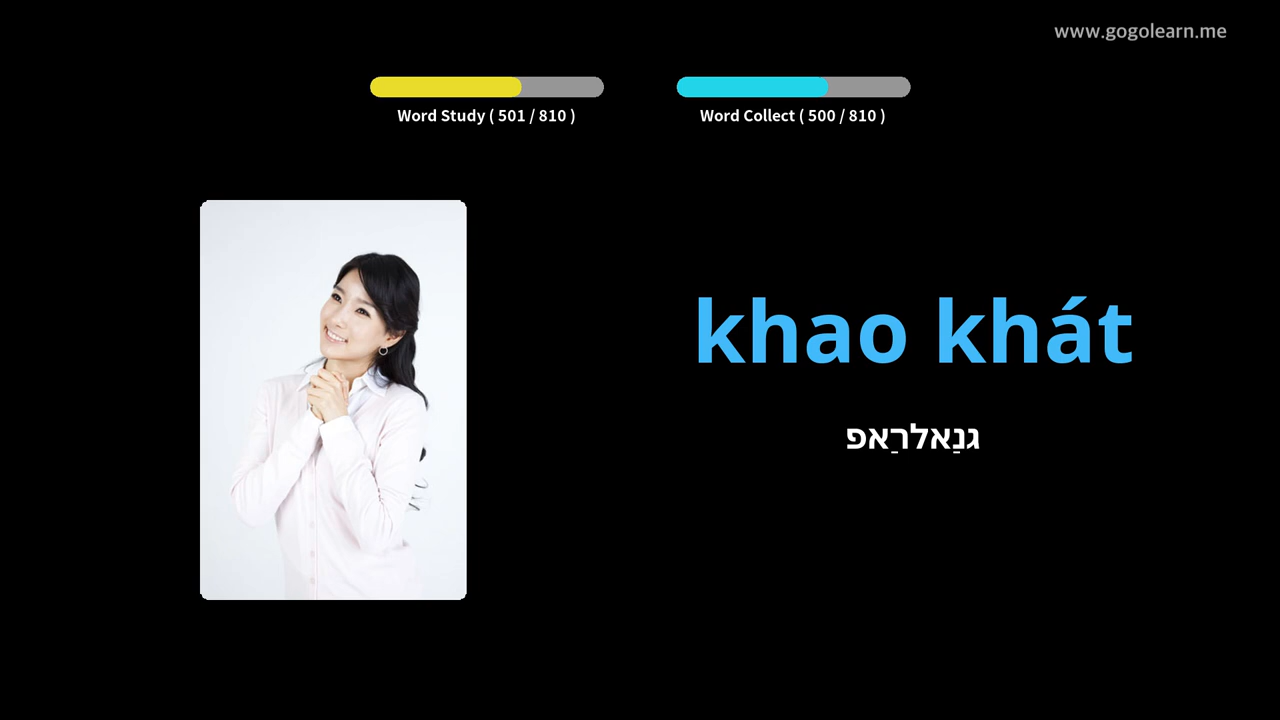 www.gogolearn.me
Word Study ( 501 / 810 )
Word Collect ( 500 / 810 )
khao khát
גנַאלרַאפ